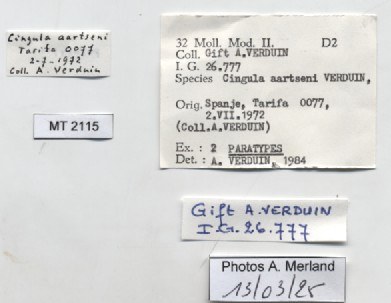 Cingula aartseni
Tarifa 0077
2-7-1972
Coll. A. Verduin
MT 2115
32 Moll. Mod. II. D2
Coll. Gift A.VERDUIN
I. G. 26.777
Species Cingula aartseni VERDUIN,
Orig. Spanje, Tarifa 0077,
2.VII.1972
(Coll.A.VERDUIN)
Ex. : 2 PARATYPES
Det. : A. VERDUIN, 1984
Gift A.VERDUIN
I.G. 26.777
Photos A. Merland
13/03/25